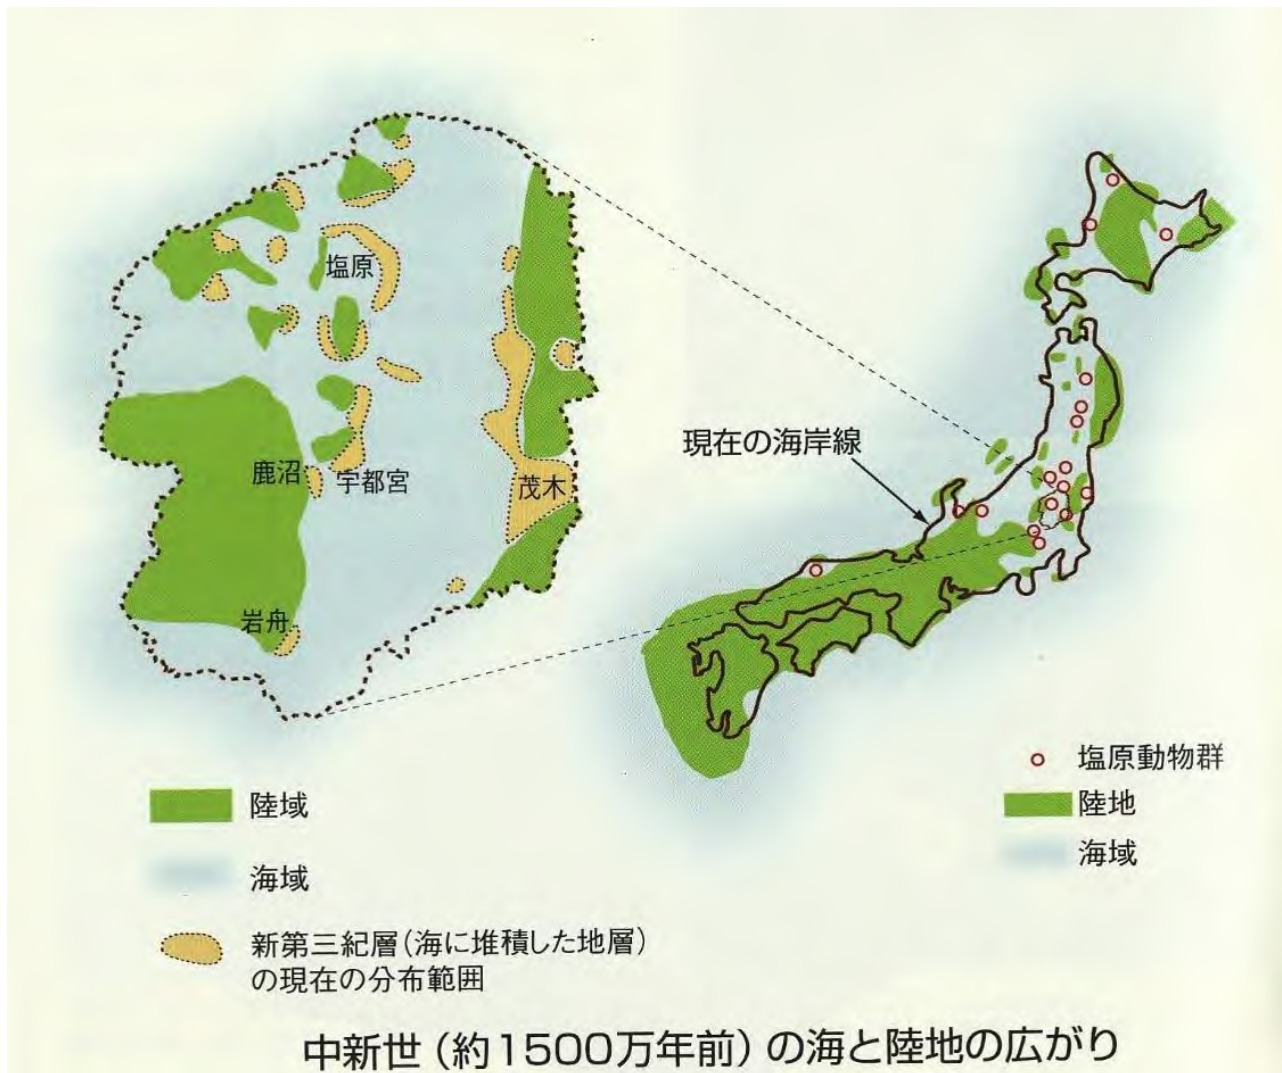 塩原
現在の海岸線
鹿沼
宇都宮
茂木
岩舟
塩原動物群
陸域
陸地
海域
海域
新第三紀層(海に堆積した地層)
の現在の分布範囲
中新世(約1500万年前)の海と陸地の広がり